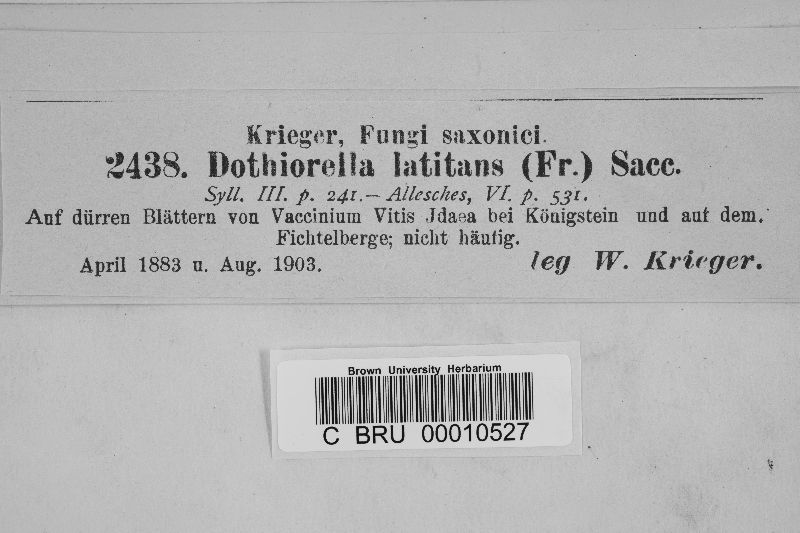 Krieger, Fungi saxonici.
2438. Dothiorella latitans (Fr.) Sacc.
Syll. III. p. 241.— Allesches, VI. p. 531.
Auf dürren Blättern von Vaccinium Vitis Jdaea bei Königstein und auf dem
Fichtelberge; nicht häufig.
April 1883 u. Aug. 1903. leg W. Krieger.
Brown University Herbarium
C BRU 00010527